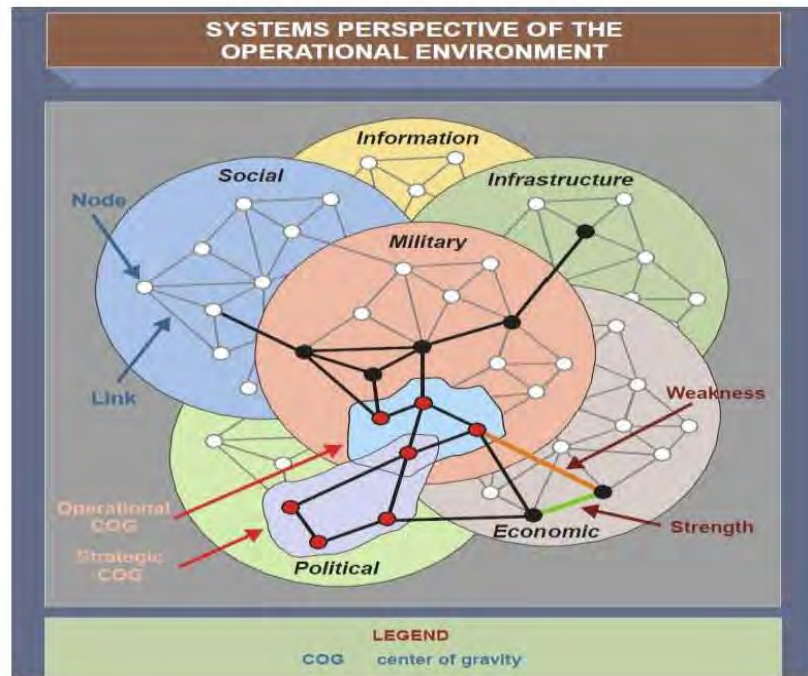 SYSTEMS PERSPECTIVE OF THE
OPERATIONAL ENVIRONMENT
Information
Social
Infrastructure
Node
Military
Link
Weakness
Operational
COG
Strategic
COG
Economic
Strength
Political
LEGEND
COG center of gravity